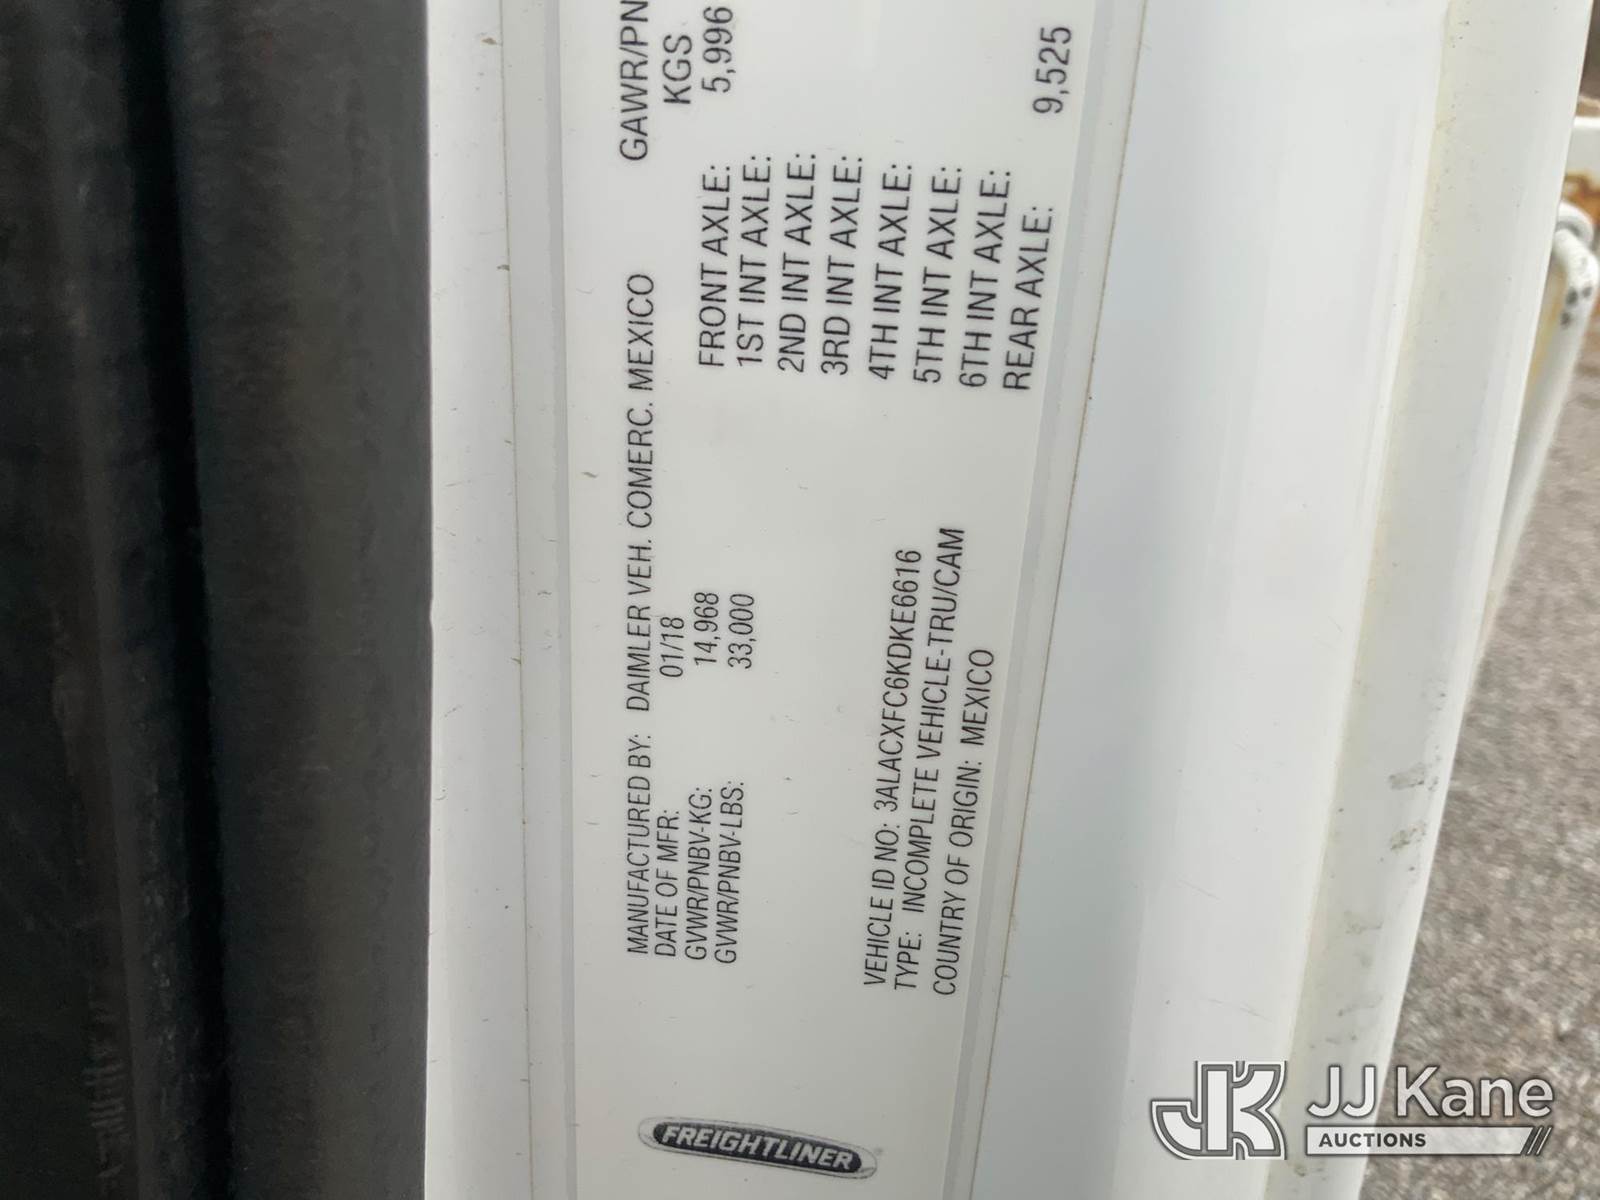 FREIGHTLINER
MANUFACTURED BY: DAIMLER VEH. COMERC. MEXICO
DATE OF MFR: 01/18
GVWR/PNBV-KG: 14,968
GVWR/PNBV-LBS: 33,000
VEHICLE ID NO: 3ALACXFC6KDKE6616
TYPE: INCOMPLETE VEHICLE-TRU/CAM
COUNTRY OF ORIGIN: MEXICO
GAWR/PN
KGS
FRONT AXLE: 5,996
1ST INT AXLE:
2ND INT AXLE:
3RD INT AXLE:
4TH INT AXLE:
5TH INT AXLE:
6TH INT AXLE:
REAR AXLE: 9,525
JK JJ Kane
AUCTIONS